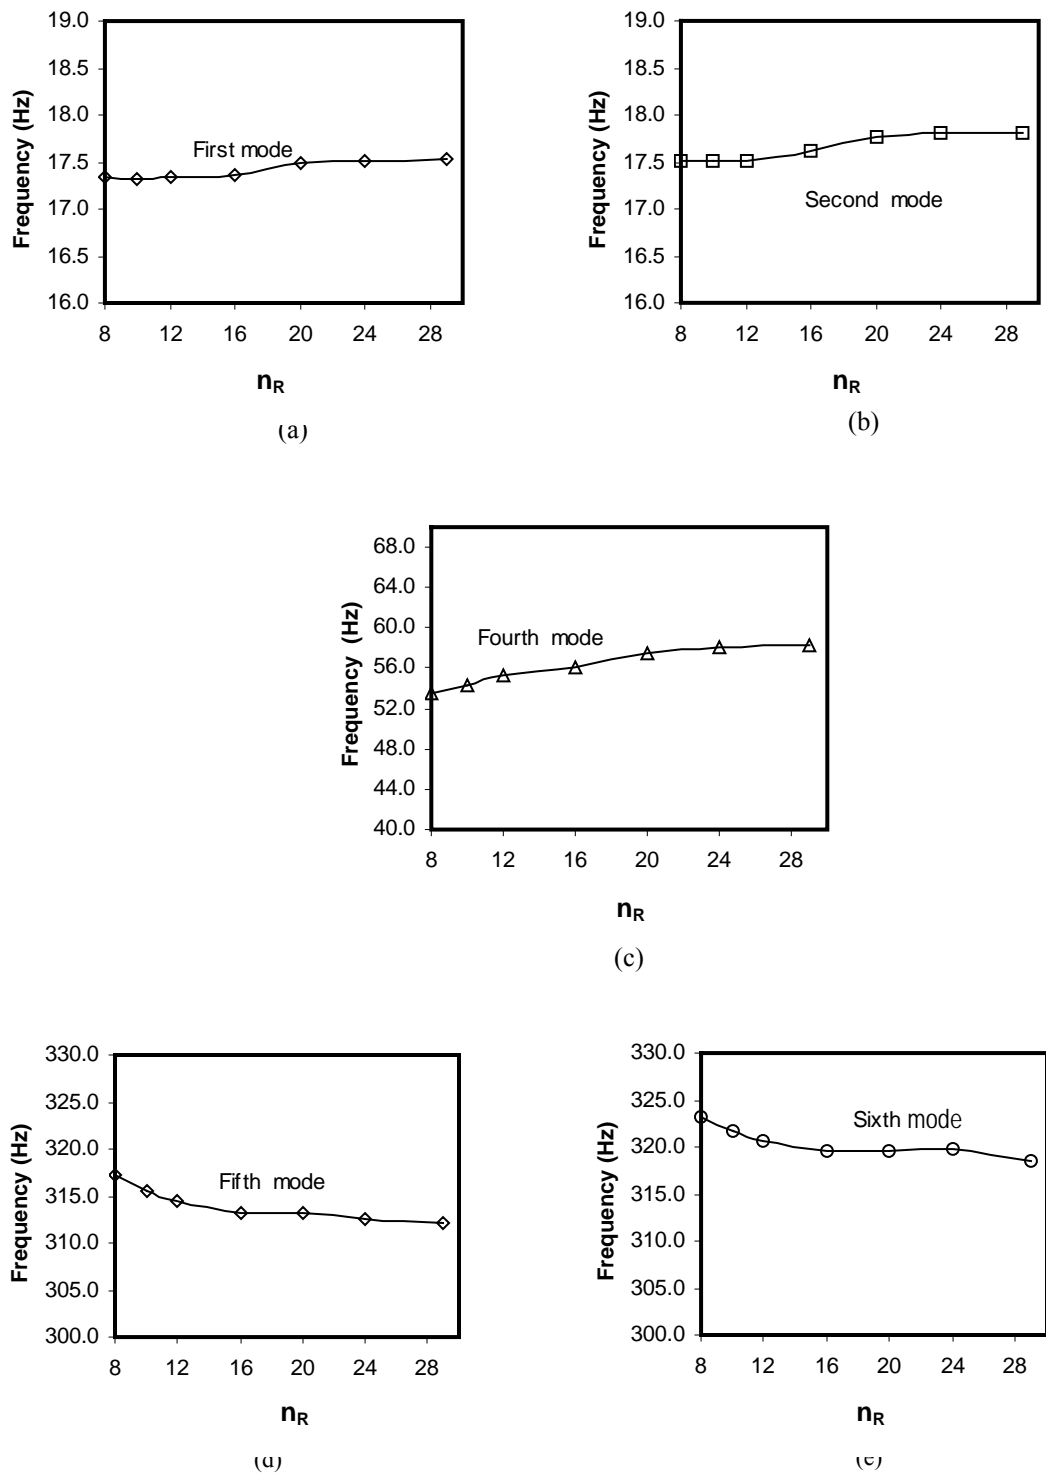 19.0
18.5
18.0
17.5
17.0
16.5
16.0
Frequency (Hz)
First mode
8 12 16 20 24 28
nR
(a)
19.0
18.5
18.0
17.5
17.0
16.5
16.0
Frequency (Hz)
Second mode
8 12 16 20 24 28
nR
(b)
68.0
64.0
60.0
56.0
52.0
48.0
44.0
40.0
Frequency (Hz)
Fourth mode
8 12 16 20 24 28
nR
(c)
330.0
325.0
320.0
315.0
310.0
305.0
300.0
Frequency (Hz)
Fifth mode
8 12 16 20 24 28
nR
(d)
330.0
325.0
320.0
315.0
310.0
305.0
300.0
Frequency (Hz)
Sixth mode
8 12 16 20 24 28
nR
(e)